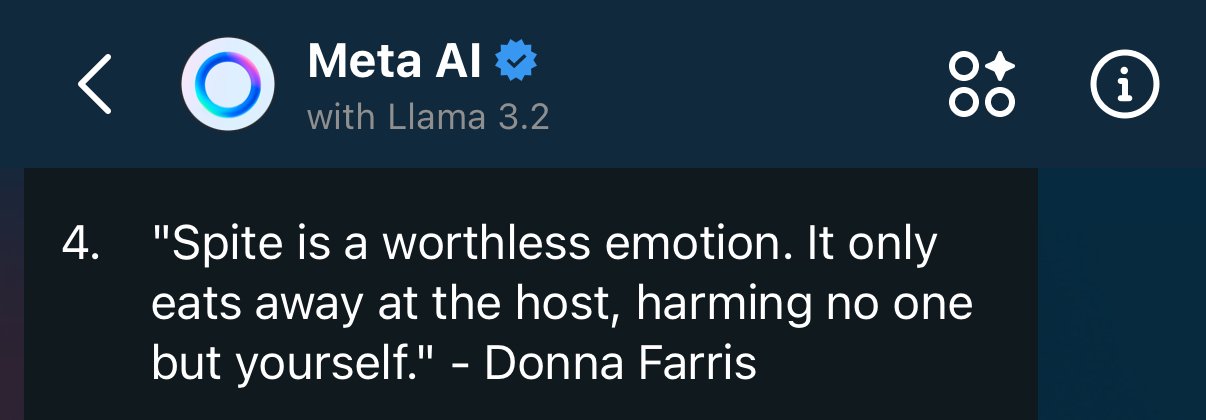 Meta AI
with Llama 3.2
4. "Spite is a worthless emotion. It only
eats away at the host, harming no one
but yourself." - Donna Farris